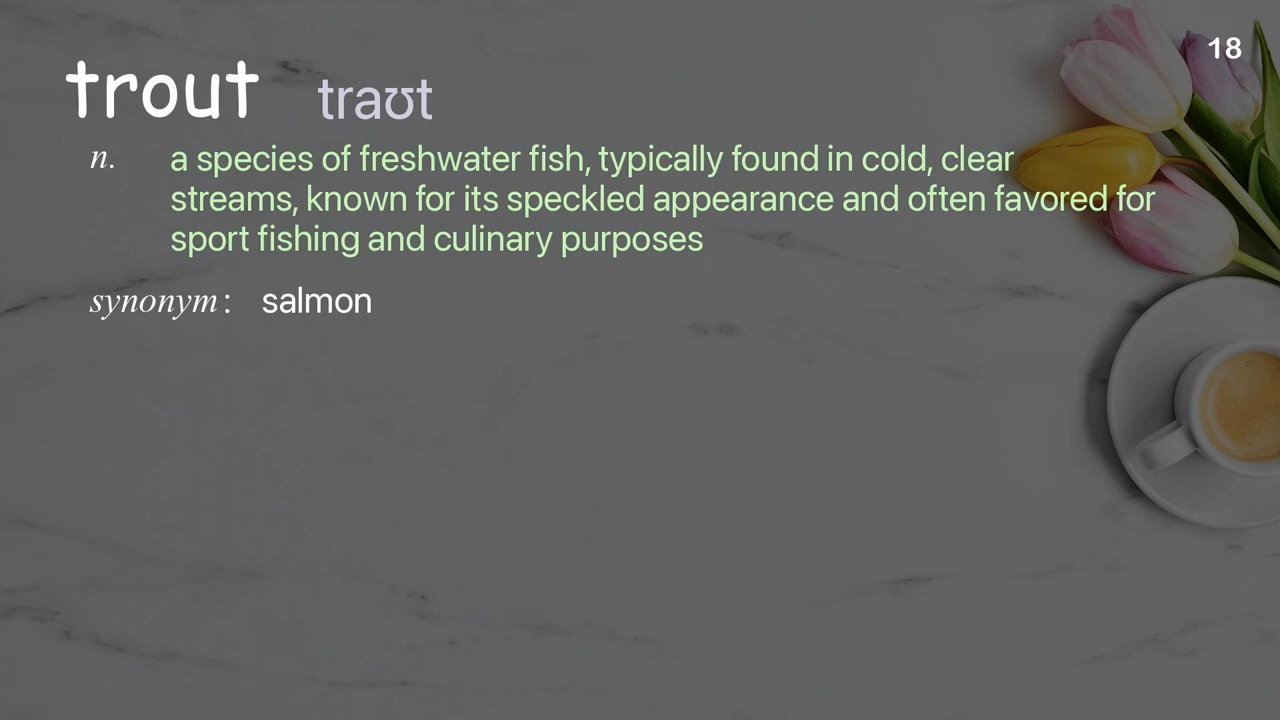 18
trout traʊt
n. a species of freshwater fish, typically found in cold, clear
streams, known for its speckled appearance and often favored for
sport fishing and culinary purposes
synonym: salmon